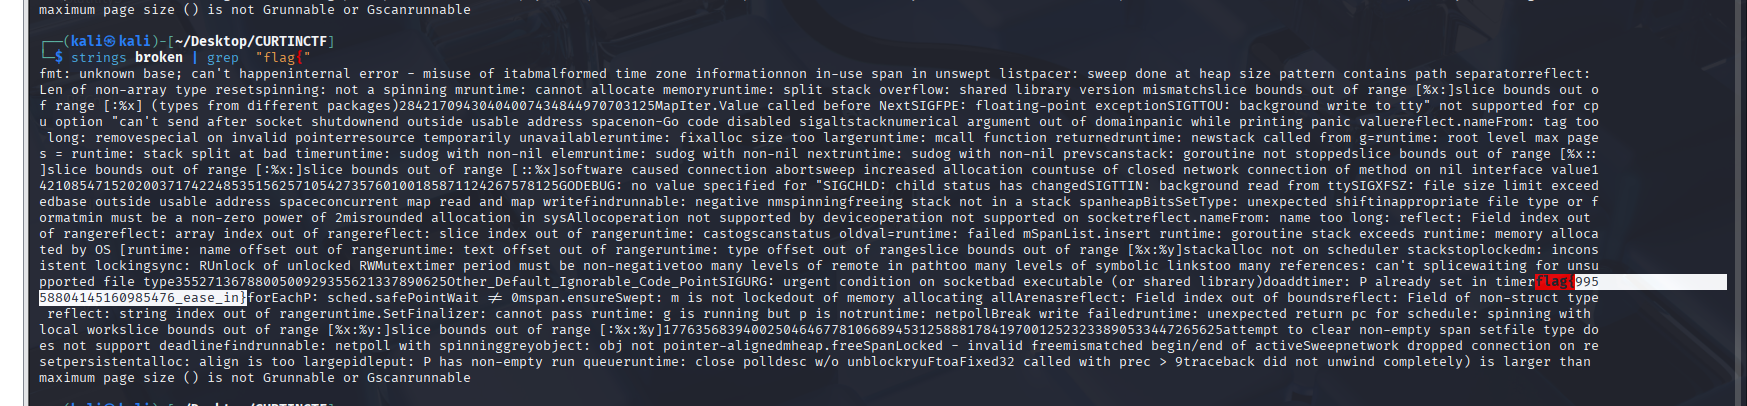 maximum page size () is not Grunnable or Gscanrunnable
┌──(kali㉿kali)-[~/Desktop/CURTINCTF]
└─$ strings broken | grep  "flag{"
fmt: unknown base; can't happeninternal error - misuse of itabmalformed time zone informationnon in-use span in unswept listpacer: sweep done at heap size pattern contains path separatorreflect:
Len of non-array type resetspinning: not a spinning mruntime: cannot allocate memoryruntime: split stack overflow: shared library version mismatchslice bounds out of range [%x:]slice bounds out o
f range [:%x] (types from different packages)28421709430404007434844970703125MapIter.Value called before NextSIGFPE: floating-point exceptionSIGTTOU: background write to tty" not supported for cp
u option "can't send after socket shutdownend outside usable address spacenon-Go code disabled sigaltstacknumerical argument out of domainpanic while printing panic valuereflect.nameFrom: tag too
 long: removespecial on invalid pointerresource temporarily unavailableruntime: fixalloc size too largeruntime: mcall function returnedruntime: newstack called from g=runtime: root level max page
s = runtime: stack split at bad timeruntime: sudog with non-nil elemruntime: sudog with non-nil nextruntime: sudog with non-nil prevscanstack: goroutine not stoppedslice bounds out of range [%x::
]slice bounds out of range [:%x:]slice bounds out of range [::%x]software caused connection abortsweep increased allocation countuse of closed network connection of method on nil interface value1
42108547152020037174224853515625710542735760100185871124267578125GODEBUG: no value specified for "SIGCHLD: child status has changedSIGTTIN: background read from ttySIGXFSZ: file size limit exceed
edbase outside usable address spaceconcurrent map read and map writefindrunnable: negative nmspinningfreeing stack not in a stack spanheapBitsSetType: unexpected shiftinappropriate file type or f
ormatmin must be a non-zero power of 2misrounded allocation in sysAllocoperation not supported by deviceoperation not supported on socketreflect.nameFrom: name too long: reflect: Field index out
of rangereflect: array index out of rangereflect: slice index out of rangeruntime: castogscanstatus oldval=runtime: failed mSpanList.insert runtime: goroutine stack exceeds runtime: memory alloca
ted by OS [runtime: name offset out of rangeruntime: text offset out of rangeruntime: type offset out of rangeslice bounds out of range [%x:%y]stackalloc not on scheduler stackstoplockedm: incons
istent lockingsync: RUnlock of unlocked RWMutextimer period must be non-negativetoo many levels of remote in pathtoo many levels of symbolic linkstoo many references: can't splicewaiting for unsu
pported file type3552713678800500929355621337890625Other_Default_Ignorable_Code_PointSIGURG: urgent condition on socketbad executable (or shared library)doaddtimer: P already set in timerflag{995
58804145160985476_ease_in}forEachP: sched.safePointWait != 0mspan.ensureSwept: m is not lockedout of memory allocating allArenasreflect: Field index out of boundsreflect: Field of non-struct type
 reflect: string index out of rangeruntime.SetFinalizer: cannot pass runtime: g is running but p is notruntime: netpollBreak write failedruntime: unexpected return pc for schedule: spinning with
local workslice bounds out of range [%x:%y:]slice bounds out of range [:%x:%y]1776356839400250464677810668945312588817841970012523233890533447265625attempt to clear non-empty span setfile type do
es not support deadlinefindrunnable: netpoll with spinninggreyobject: obj not pointer-alignedmheap.freeSpanLocked - invalid freemismatched begin/end of activeSweepnetwork dropped connection on re
setpersistentalloc: align is too largepidleput: P has non-empty run queueruntime: close polldesc w/o unblockryuFtoaFixed32 called with prec > 9traceback did not unwind completely) is larger than
maximum page size () is not Grunnable or Gscanrunnable